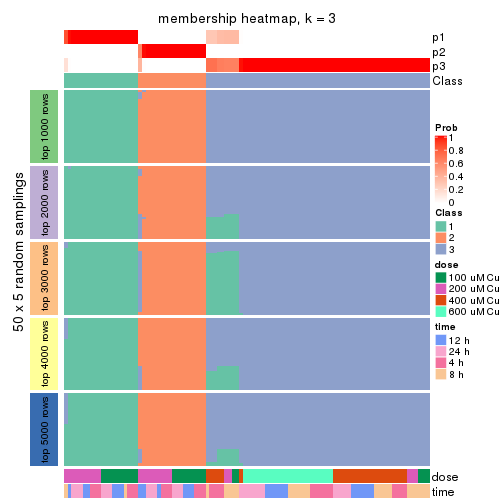 membership heatmap, k = 3
p1
p2
p3
Class
50 x 5 random samplings
top 1000 rows
top 2000 rows
top 3000 rows
top 4000 rows
top 5000 rows
dose
time
Prob
1
0.8
0.6
0.4
0.2
0
Class
1
2
3
dose
100 uM Cu
200 uM Cu
400 uM Cu
600 uM Cu
time
12 h
24 h
4 h
8 h